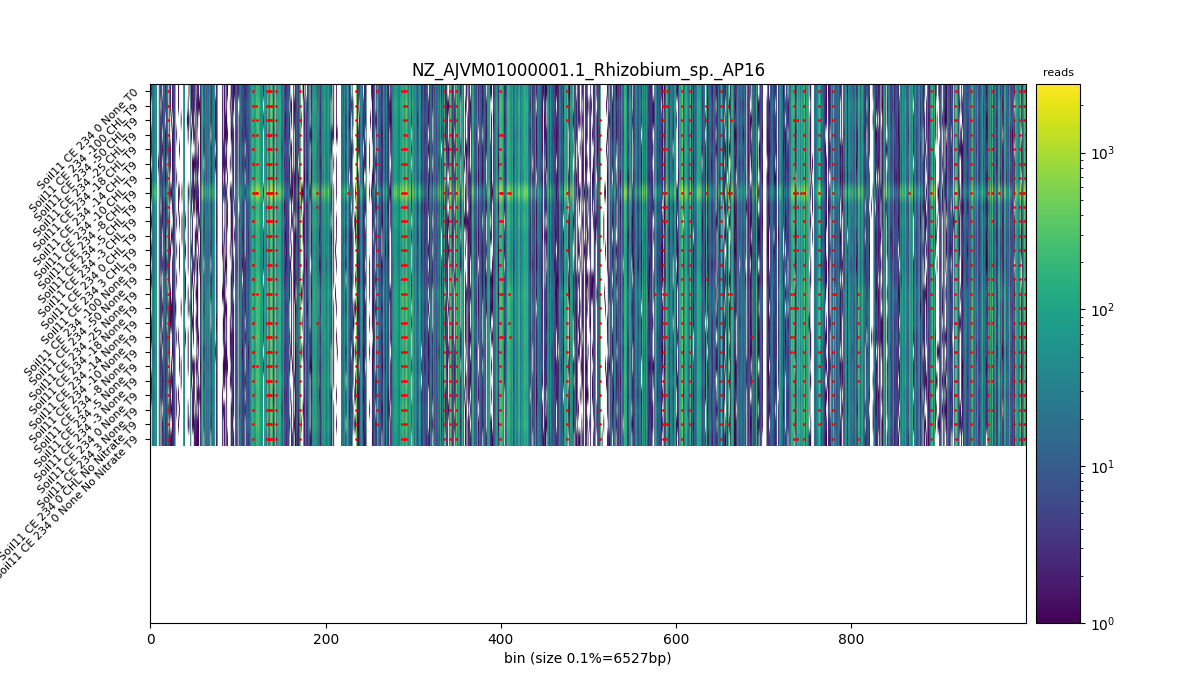 NZ_AJVM01000001.1_Rhizobium_sp._AP16
reads
Soil11 CE 234 0 None T0
Soil11 CE 234 -100 CHL T9
Soil11 CE 234 -50 CHL T9
Soil11 CE 234 -25 CHL T9
Soil11 CE 234 -18 CHL T9
Soil11 CE 234 -14 CHL T9
Soil11 CE 234 -10 CHL T9
Soil11 CE 234 -8 CHL T9
Soil11 CE 234 -5 CHL T9
Soil11 CE 234 -3 CHL T9
Soil11 CE 234 0 CHL T9
Soil11 CE 234 3 CHL T9
Soil11 CE 234 -100 None T9
Soil11 CE 234 -50 None T9
Soil11 CE 234 -25 None T9
Soil11 CE 234 -18 None T9
Soil11 CE 234 -14 None T9
Soil11 CE 234 -10 None T9
Soil11 CE 234 -8 None T9
Soil11 CE 234 -5 None T9
Soil11 CE 234 -3 None T9
Soil11 CE 234 0 None T9
Soil11 CE 234 3 None T9
Soil11 CE 234 0 CHL No Nitrate T9
Soil11 CE 234 0 None No Nitrate T9
10³
10²
10¹
10⁰
0 200 400 600 800
bin (size 0.1%=6527bp)